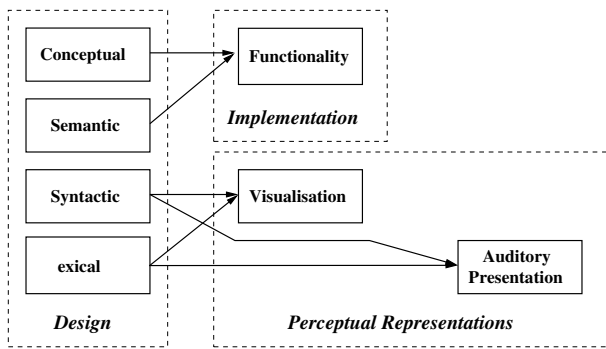 Conceptual
Functionality
Implementation
Semantic
Syntactic
Visualisation
exical
Auditory
Presentation
Design
Perceptual Representations